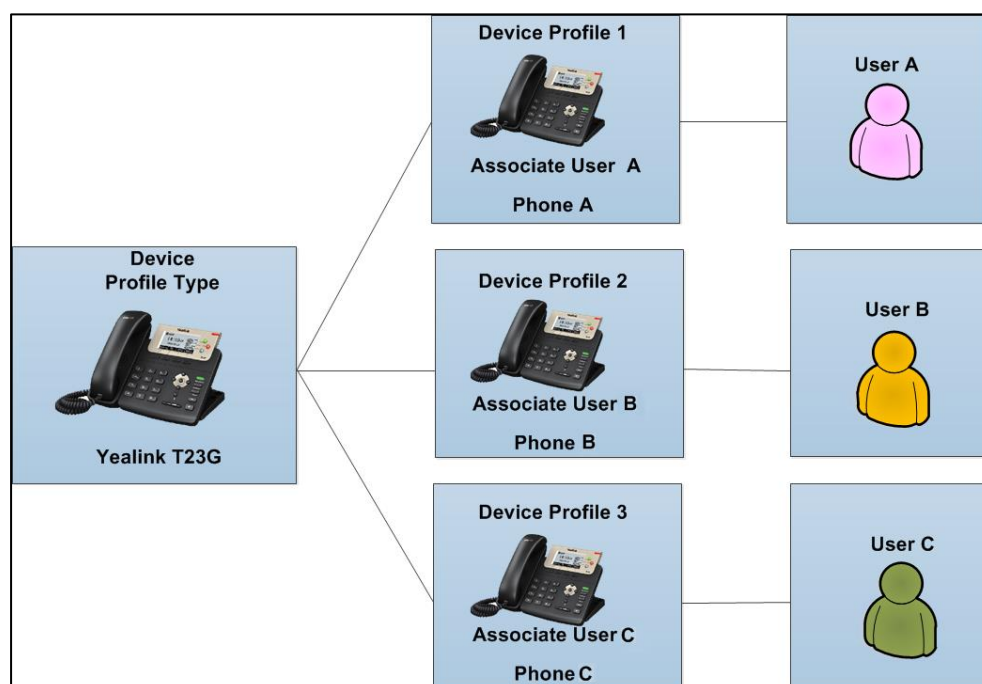 Device
Profile Type
Yealink T23G
Device Profile 1
Associate User A
Phone A
User A
Device Profile 2
Associate User B
Phone B
User B
Device Profile 3
Associate User C
Phone C
User C